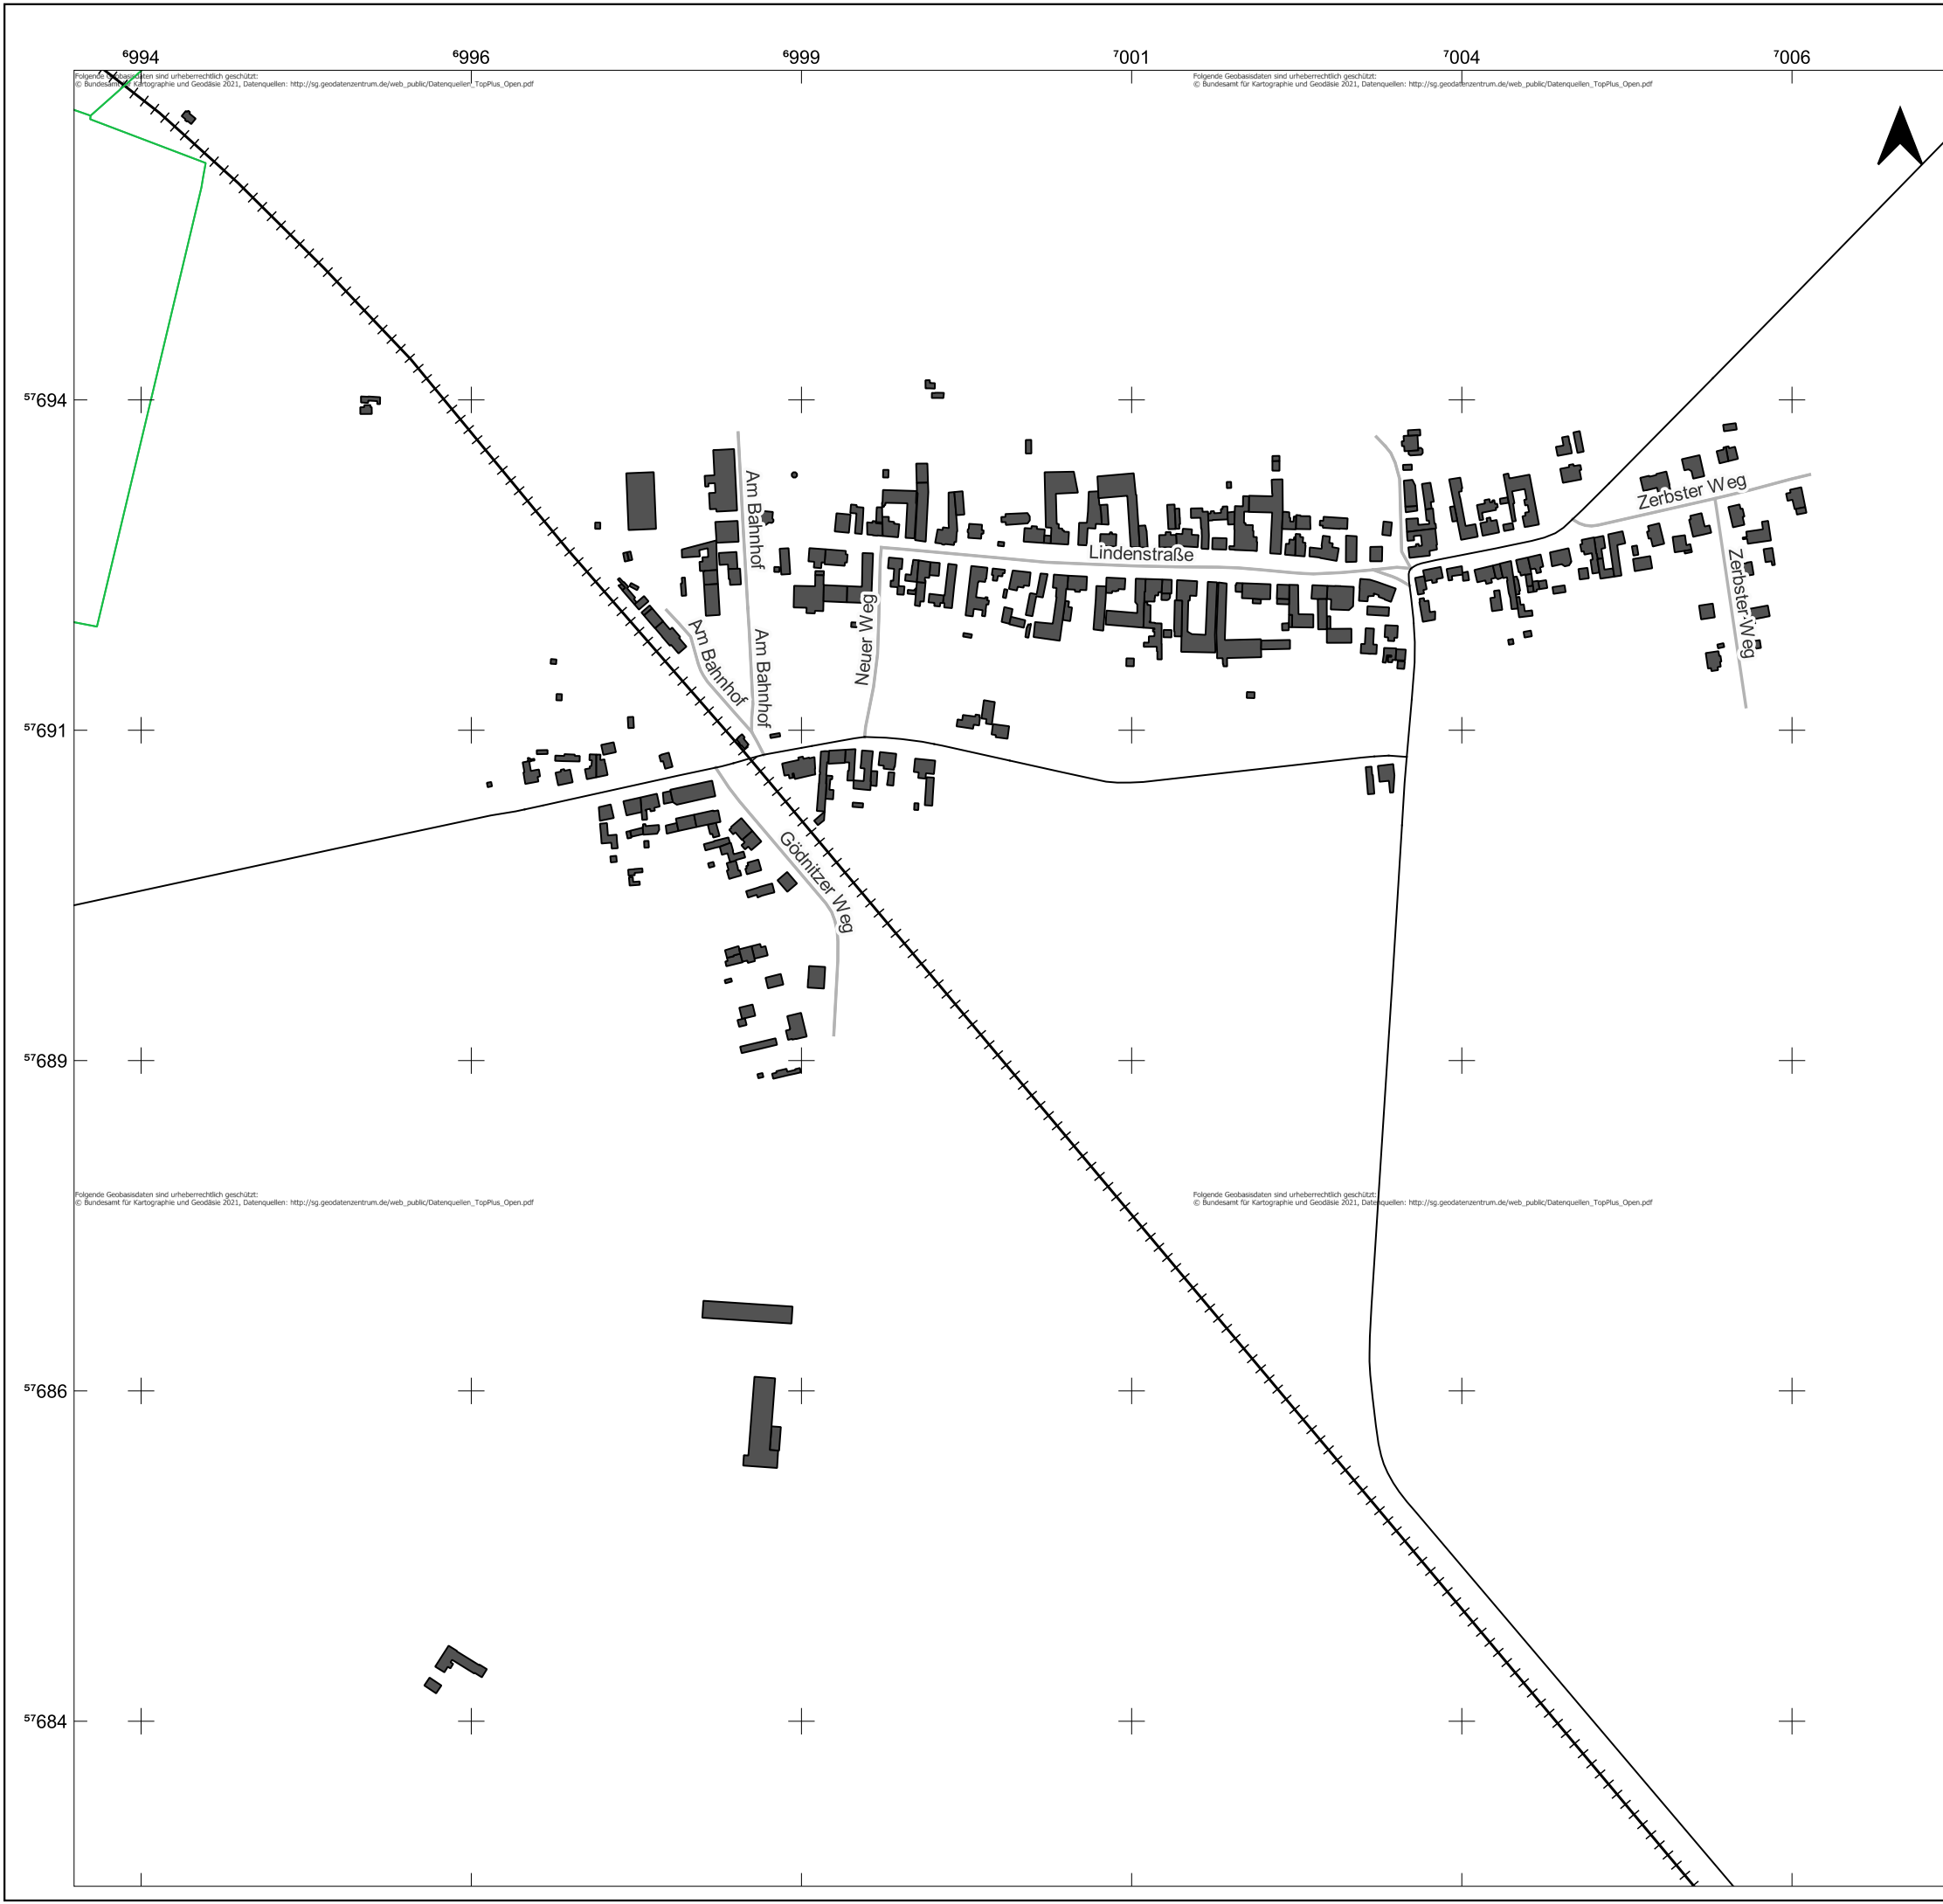 ⁶994 ⁶996 ⁶999 ⁷001 ⁷004 ⁷006
Folgende Geobasisdaten sind urheberrechtlich geschützt:
© Bundesamt für Kartographie und Geodäsie 2021, Datenquellen: http://sg.geodatenzentrum.de/web_public/Datenquellen_TopPlus_Open.pdf
Folgende Geobasisdaten sind urheberrechtlich geschützt:
© Bundesamt für Kartographie und Geodäsie 2021, Datenquellen: http://sg.geodatenzentrum.de/web_public/Datenquellen_TopPlus_Open.pdf
⁵⁷694
Am Bahnhof
Zerbster Weg
Lindenstraße
Zerbster-Weg
Neuer Weg
Am Bahnhof
Am Bahnhof
⁵⁷691
Gödnitzer Weg
⁵⁷689
Folgende Geobasisdaten sind urheberrechtlich geschützt:
© Bundesamt für Kartographie und Geodäsie 2021, Datenquellen: http://sg.geodatenzentrum.de/web_public/Datenquellen_TopPlus_Open.pdf
Folgende Geobasisdaten sind urheberrechtlich geschützt:
© Bundesamt für Kartographie und Geodäsie 2021, Datenquellen: http://sg.geodatenzentrum.de/web_public/Datenquellen_TopPlus_Open.pdf
⁵⁷686
⁵⁷684